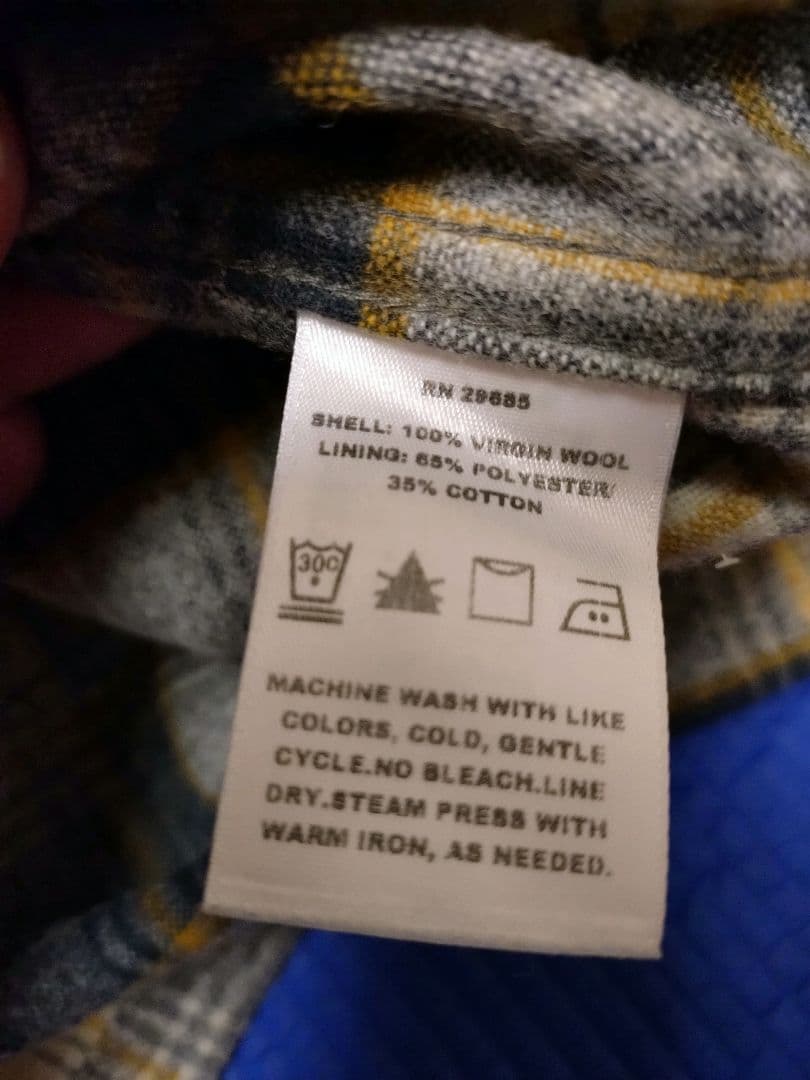 RN 29685
SHELL: 100% VIRGIN WOOL
LINING: 65% POLYESTER/
35% COTTON
30C
MACHINE WASH WITH LIKE
COLORS, COLD, GENTLE
CYCLE.NO BLEACH.LINE
DRY.STEAM PRESS WITH
WARM IRON, AS NEEDED.